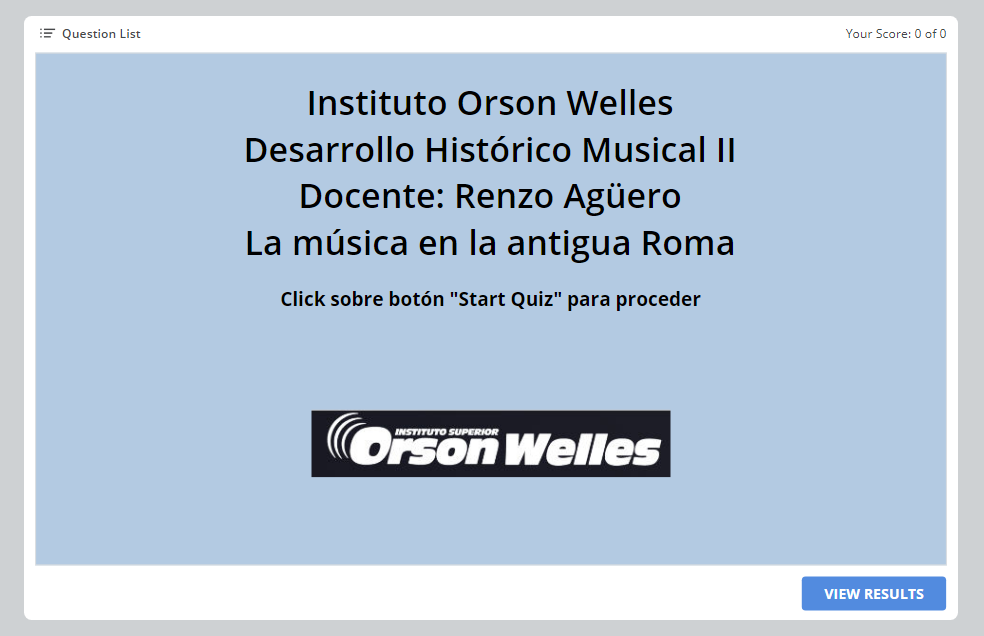 Question List
Your Score: 0 of 0
Instituto Orson Welles
Desarrollo Histórico Musical II
Docente: Renzo Agüero
La música en la antigua Roma
Click sobre botón "Start Quiz" para proceder
INSTITUTO SUPERIOR
Orson Welles
VIEW RESULTS